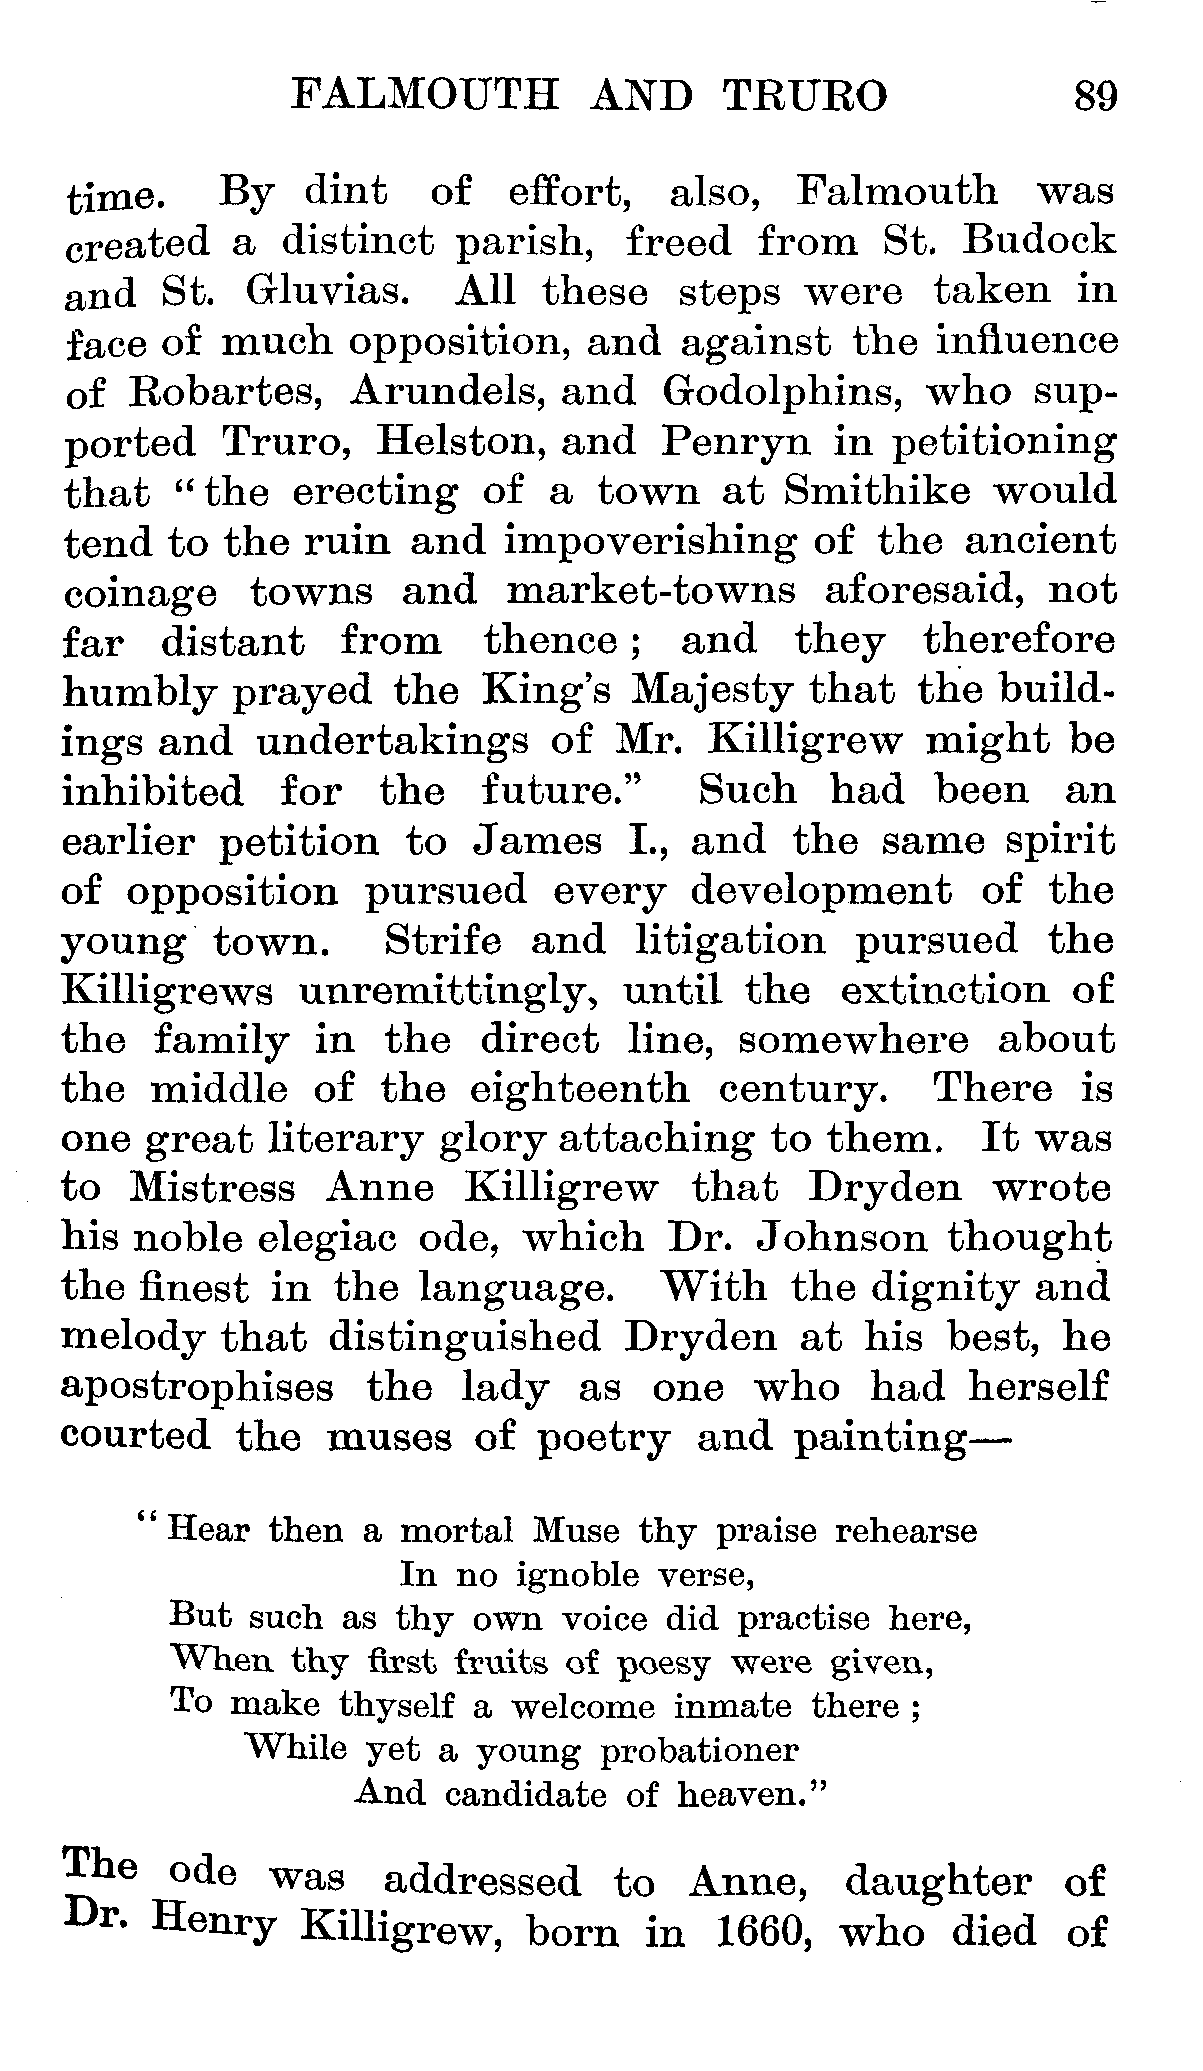 FALMOUTH AND TRURO 89
time. By dint of effort, also, Falmouth was
created a distinct parish, freed from St. Budock
and St. Gluvias. All these steps were taken in
face of much opposition, and against the influence
of Robartes, Arundels, and Godolphins, who sup-
ported Truro, Helston, and Penryn in petitioning
that “the erecting of a town at Smithike would
tend to the ruin and impoverishing of the ancient
coinage towns and market-towns aforesaid, not
far distant from thence; and they therefore
humbly prayed the King’s Majesty that the build-
ings and undertakings of Mr. Killigrew might be
inhibited for the future.” Such had been an
earlier petition to James I., and the same spirit
of opposition pursued every development of the
young town. Strife and litigation pursued the
Killigrews unremittingly, until the extinction of
the family in the direct line, somewhere about
the middle of the eighteenth century. There is
one great literary glory attaching to them. It was
to Mistress Anne Killigrew that Dryden wrote
his noble elegiac ode, which Dr. Johnson thought
the finest in the language. With the dignity and
melody that distinguished Dryden at his best, he
apostrophises the lady as one who had herself
courted the muses of poetry and painting—
“Hear then a mortal Muse thy praise rehearse
In no ignoble verse,
But such as thy own voice did practise here,
When thy first fruits of poesy were given,
To make thyself a welcome inmate there;
While yet a young probationer
And candidate of heaven.”
The ode was addressed to Anne, daughter of
Dr. Henry Killigrew, born in 1660, who died of